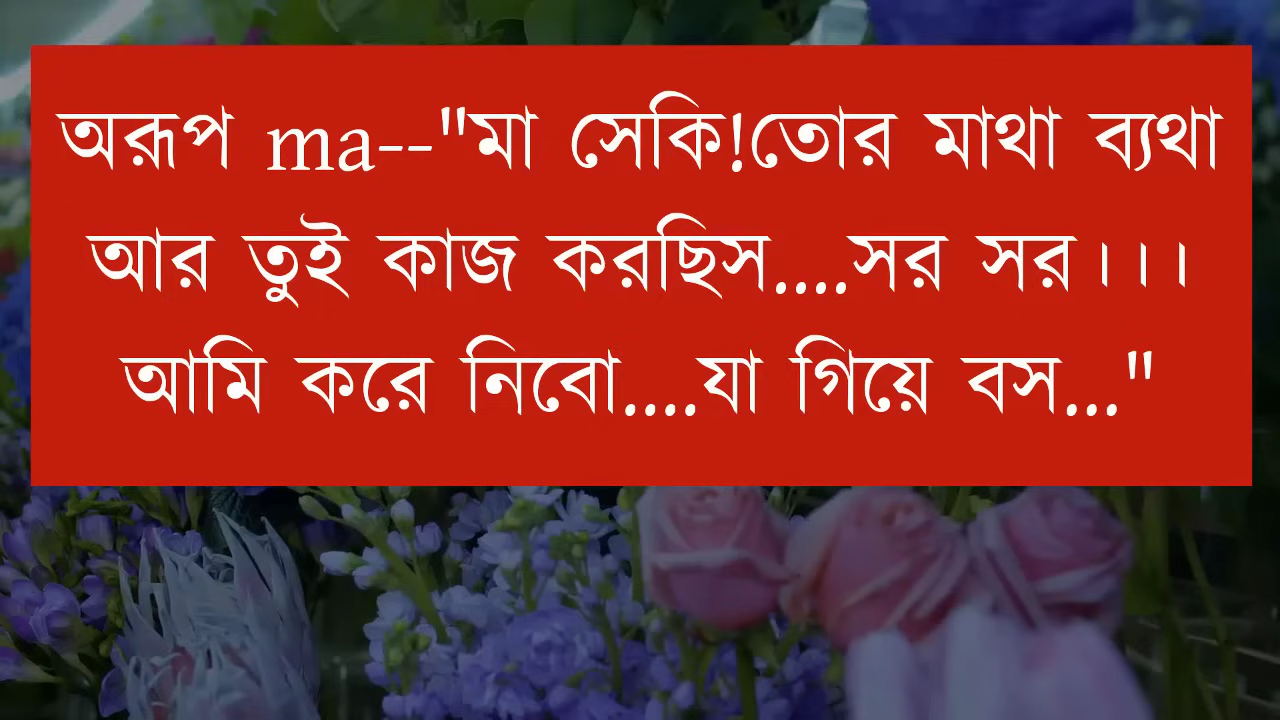 অরূপ ma--"মা সেকি!তোর মাথা ব্যথা
আর তুই কাজ করছিস....সর সর।।।
আমি করে নিবো....যা গিয়ে বস..."